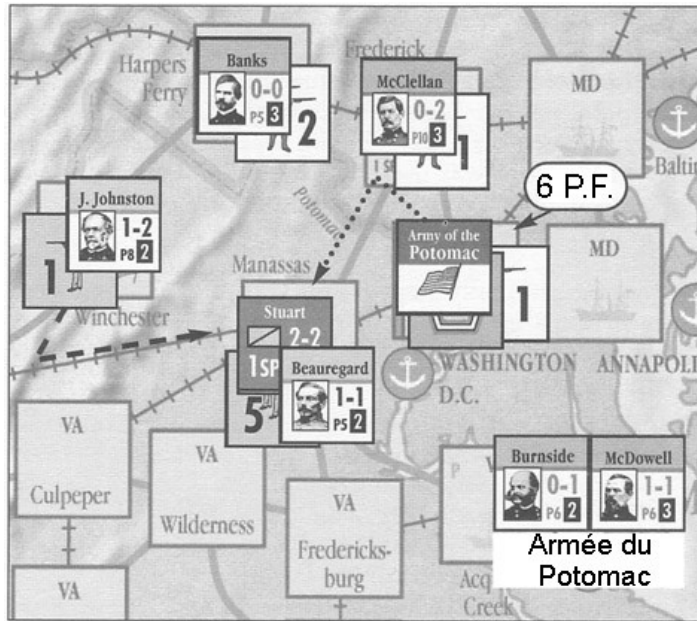 Harpers
Ferry
Banks
0-0
P5 3
2
Frederick
McClellan
0-2
P10 3
1
MD
Baltim
6 P.F.
J. Johnston
1-2
P8 2
1
Winchester
Potomac
Army of the
Potomac
1
MD
Manassas
Stuart
2-2
1 SP
Beauregard
1-1
P5 2
5
WASHINGTON
D.C.
ANNAPOLI
VA
Culpeper
VA
Wilderness
VA
Fredericks-
burg
Acq
Creek
Burnside
0-1
P6 2
McDowell
1-1
P6 3
Armée du
Potomac
VA